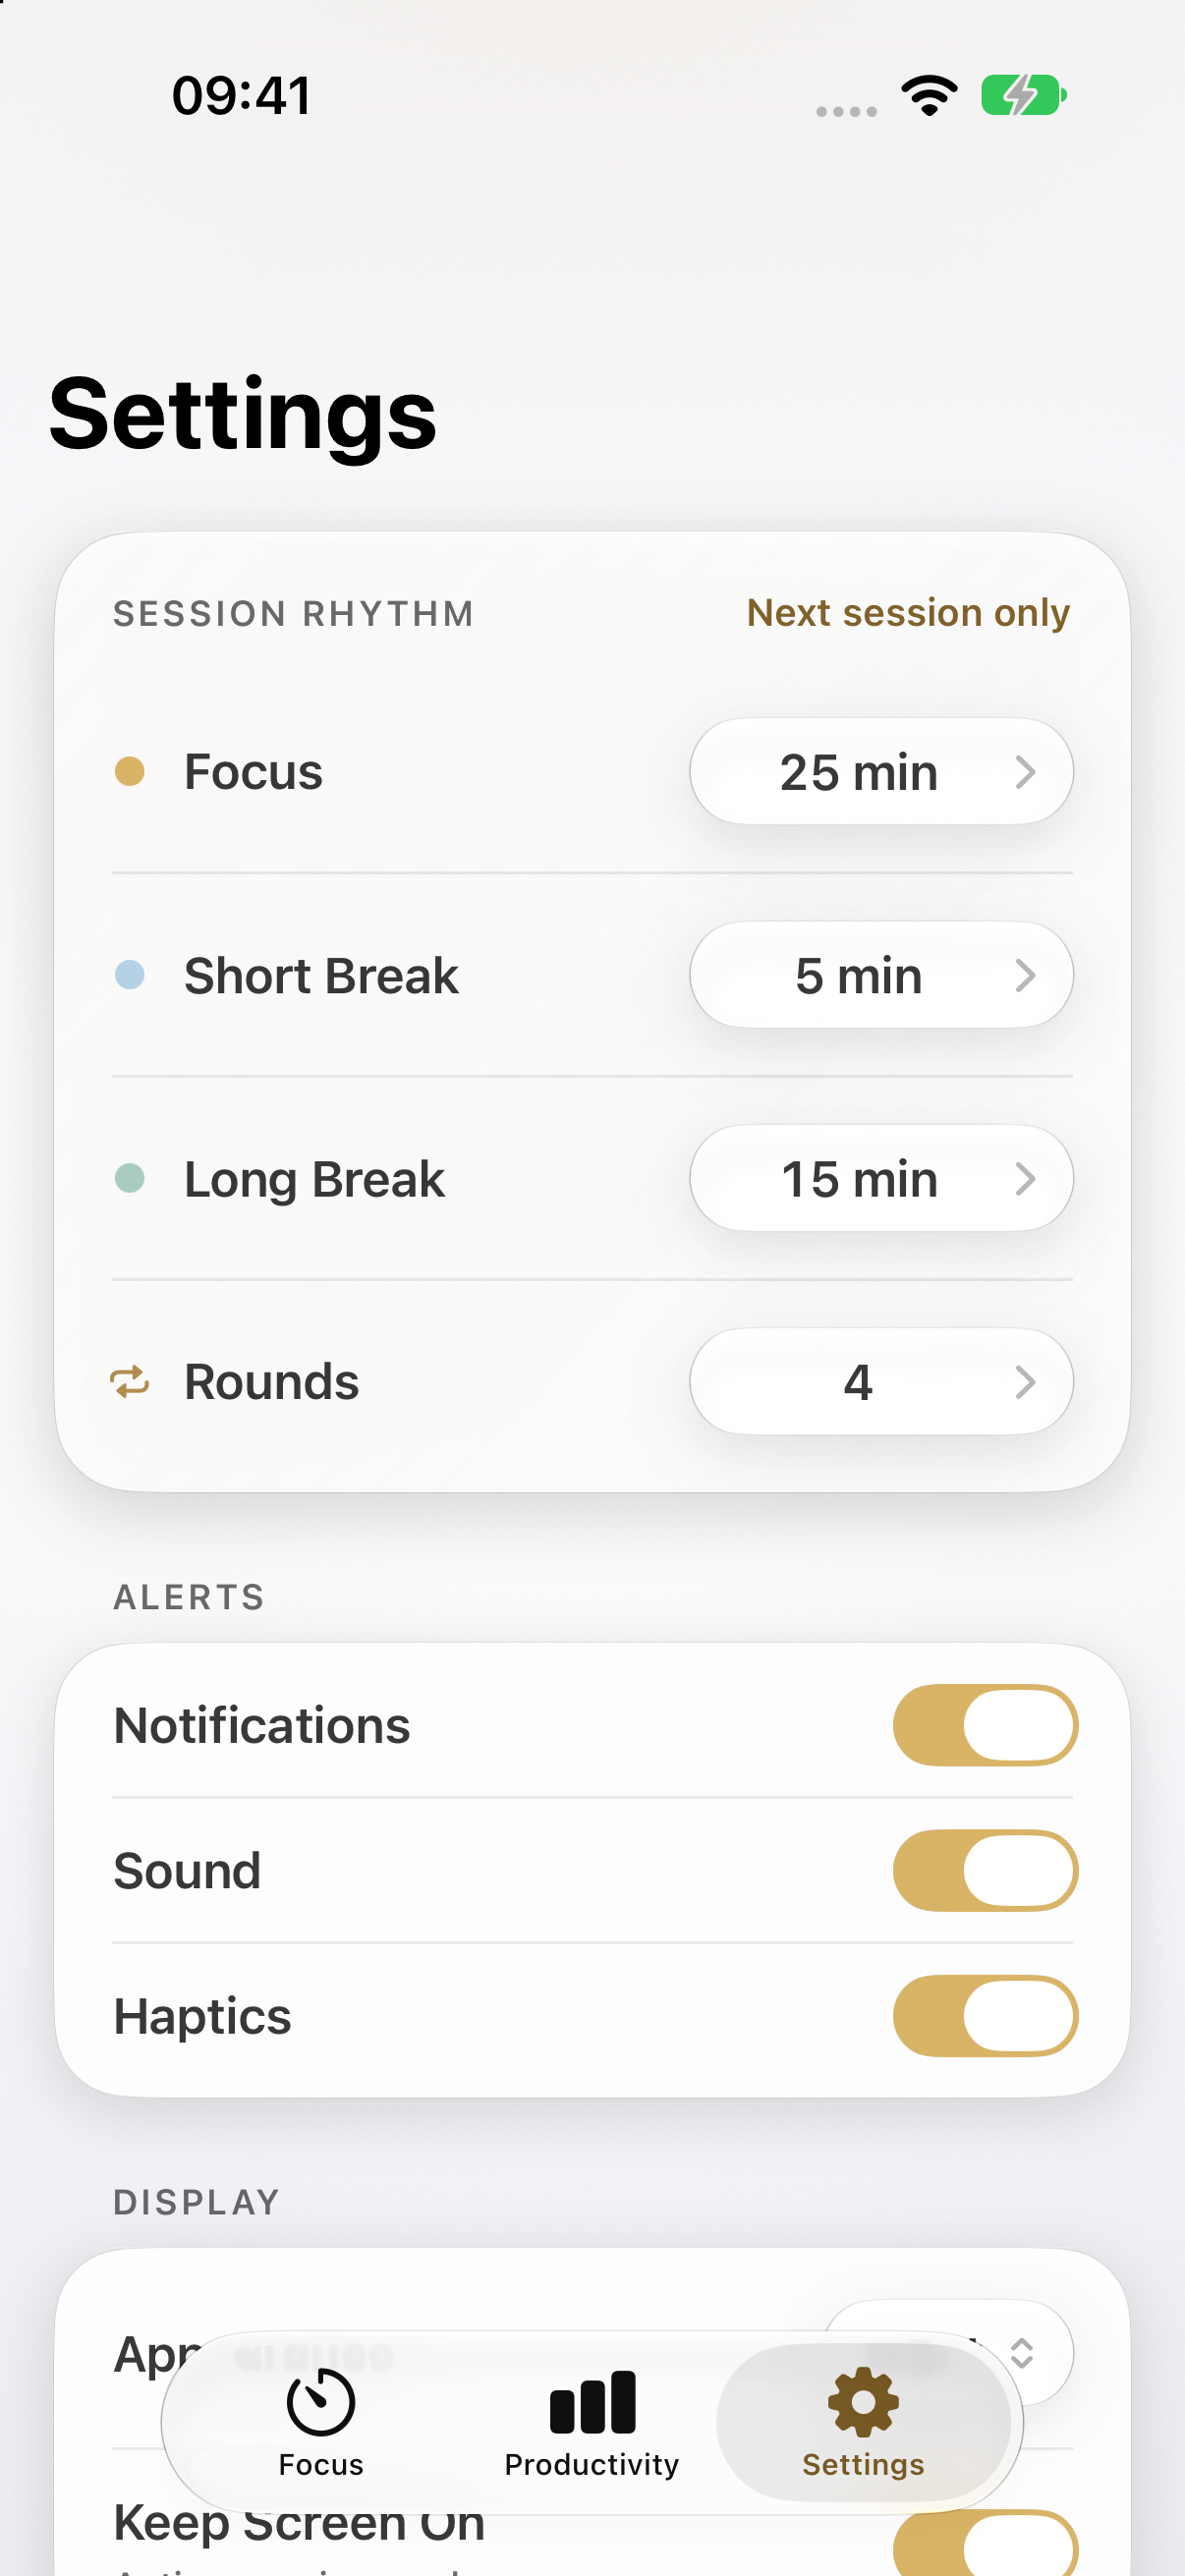 09:41
Settings
SESSION RHYTHM
Next session only
Focus
25 min
Short Break
5 min
Long Break
15 min
Rounds
4
ALERTS
Notifications
Sound
Haptics
DISPLAY
Keep Screen On
Focus
Productivity
Settings